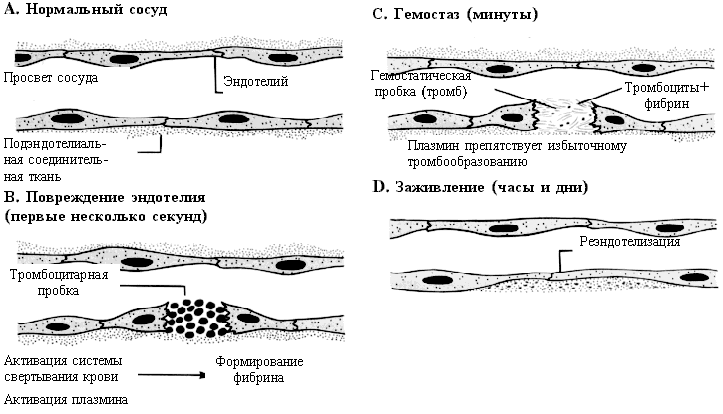 A. Нормальный сосуд
Просвет сосуда
Эндотелий
Подэндотелиаль-
ная соединитель-
ная ткань
B. Повреждение эндотелия
(первые несколько секунд)
Тромбоцитарная
пробка
Активация системы
свертывания крови
Формирование
фибрина
Активация плазмина
C. Гемостаз (минуты)
Гемостатическая
пробка (тромб)
Тромбоциты+
фибрин
Плазмин препятствует избыточному
тромбообразованию
D. Заживление (часы и дни)
Реэндотелизация